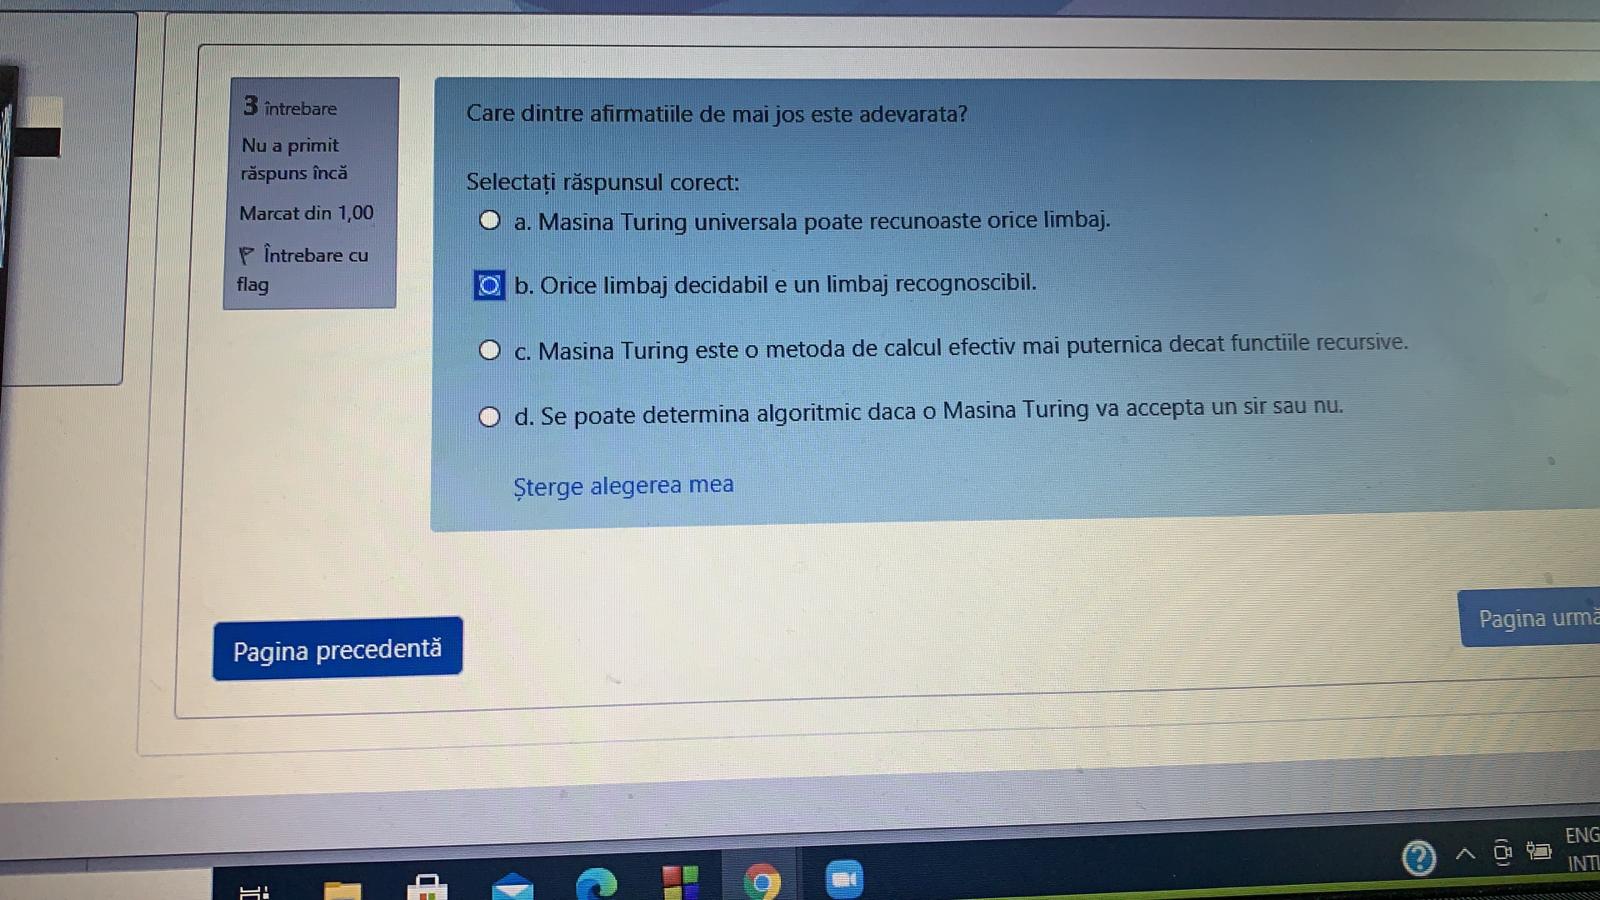 3 întrebare
Nu a primit
răspuns încă
Marcat din 1,00
Întrebare cu
flag
Care dintre afirmatiile de mai jos este adevarata?
Selectați răspunsul corect:
a. Masina Turing universala poate recunoaste orice limbaj.
b. Orice limbaj decidabil e un limbaj recognoscibil.
c. Masina Turing este o metoda de calcul efectiv mai puternica decat functiile recursive.
d. Se poate determina algoritmic daca o Masina Turing va accepta un sir sau nu.
Șterge alegerea mea
Pagina precedentă
Pagina urmă
ENG
INT